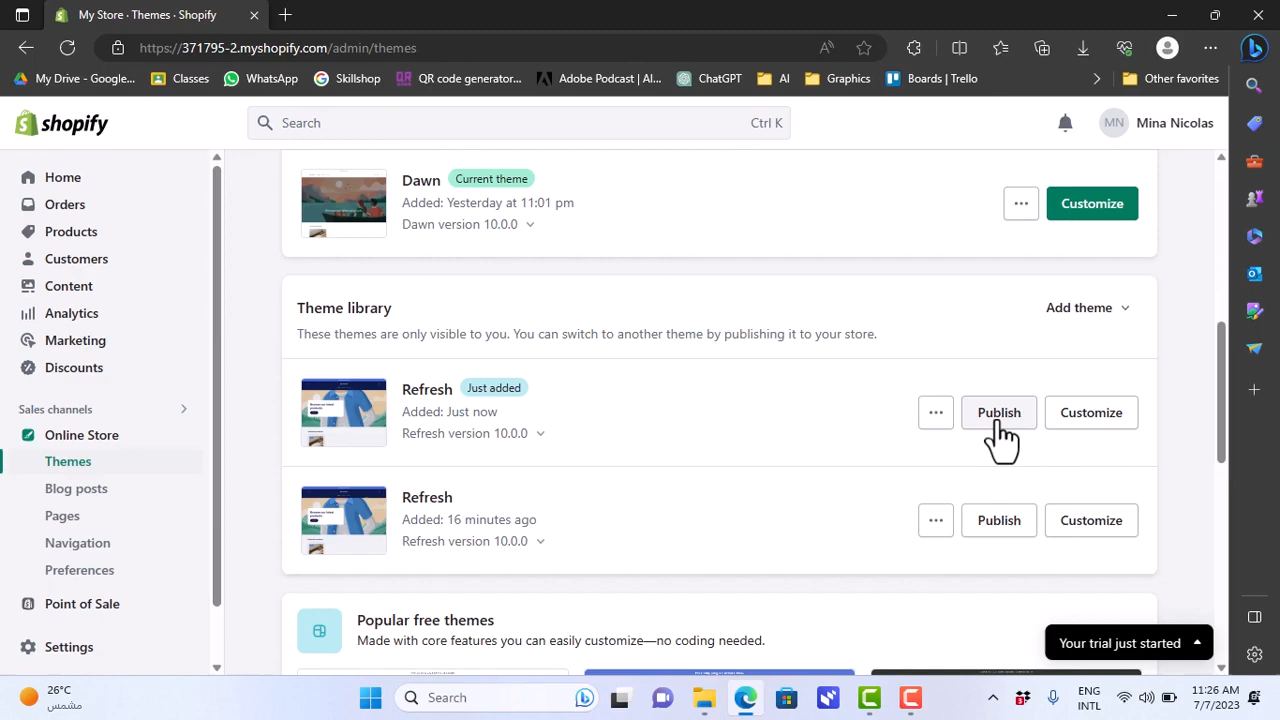 My Store · Themes · Shopify
https://371795-2.myshopify.com/admin/themes
My Drive - Google... Classes WhatsApp Skillshop QR code generator... Adobe Podcast | AI... ChatGPT AI Graphics Boards | Trello Other favorites
shopify
Search Ctrl K
MN Mina Nicolas
Home
Orders
Products
Customers
Content
Analytics
Marketing
Discounts
Sales channels
Online Store
Themes
Blog posts
Pages
Navigation
Preferences
Point of Sale
Settings
Dawn Current theme
Added: Yesterday at 11:01 pm
Dawn version 10.0.0
Customize
Theme library
Add theme
These themes are only visible to you. You can switch to another theme by publishing it to your store.
Refresh Just added
Added: Just now
Refresh version 10.0.0
Publish Customize
Refresh
Added: 16 minutes ago
Refresh version 10.0.0
Publish Customize
Popular free themes
Made with core features you can easily customize—no coding needed.
Your trial just started
26°C
مشمس
Search
3
ENG
INTL
11:26 AM
7/7/2023